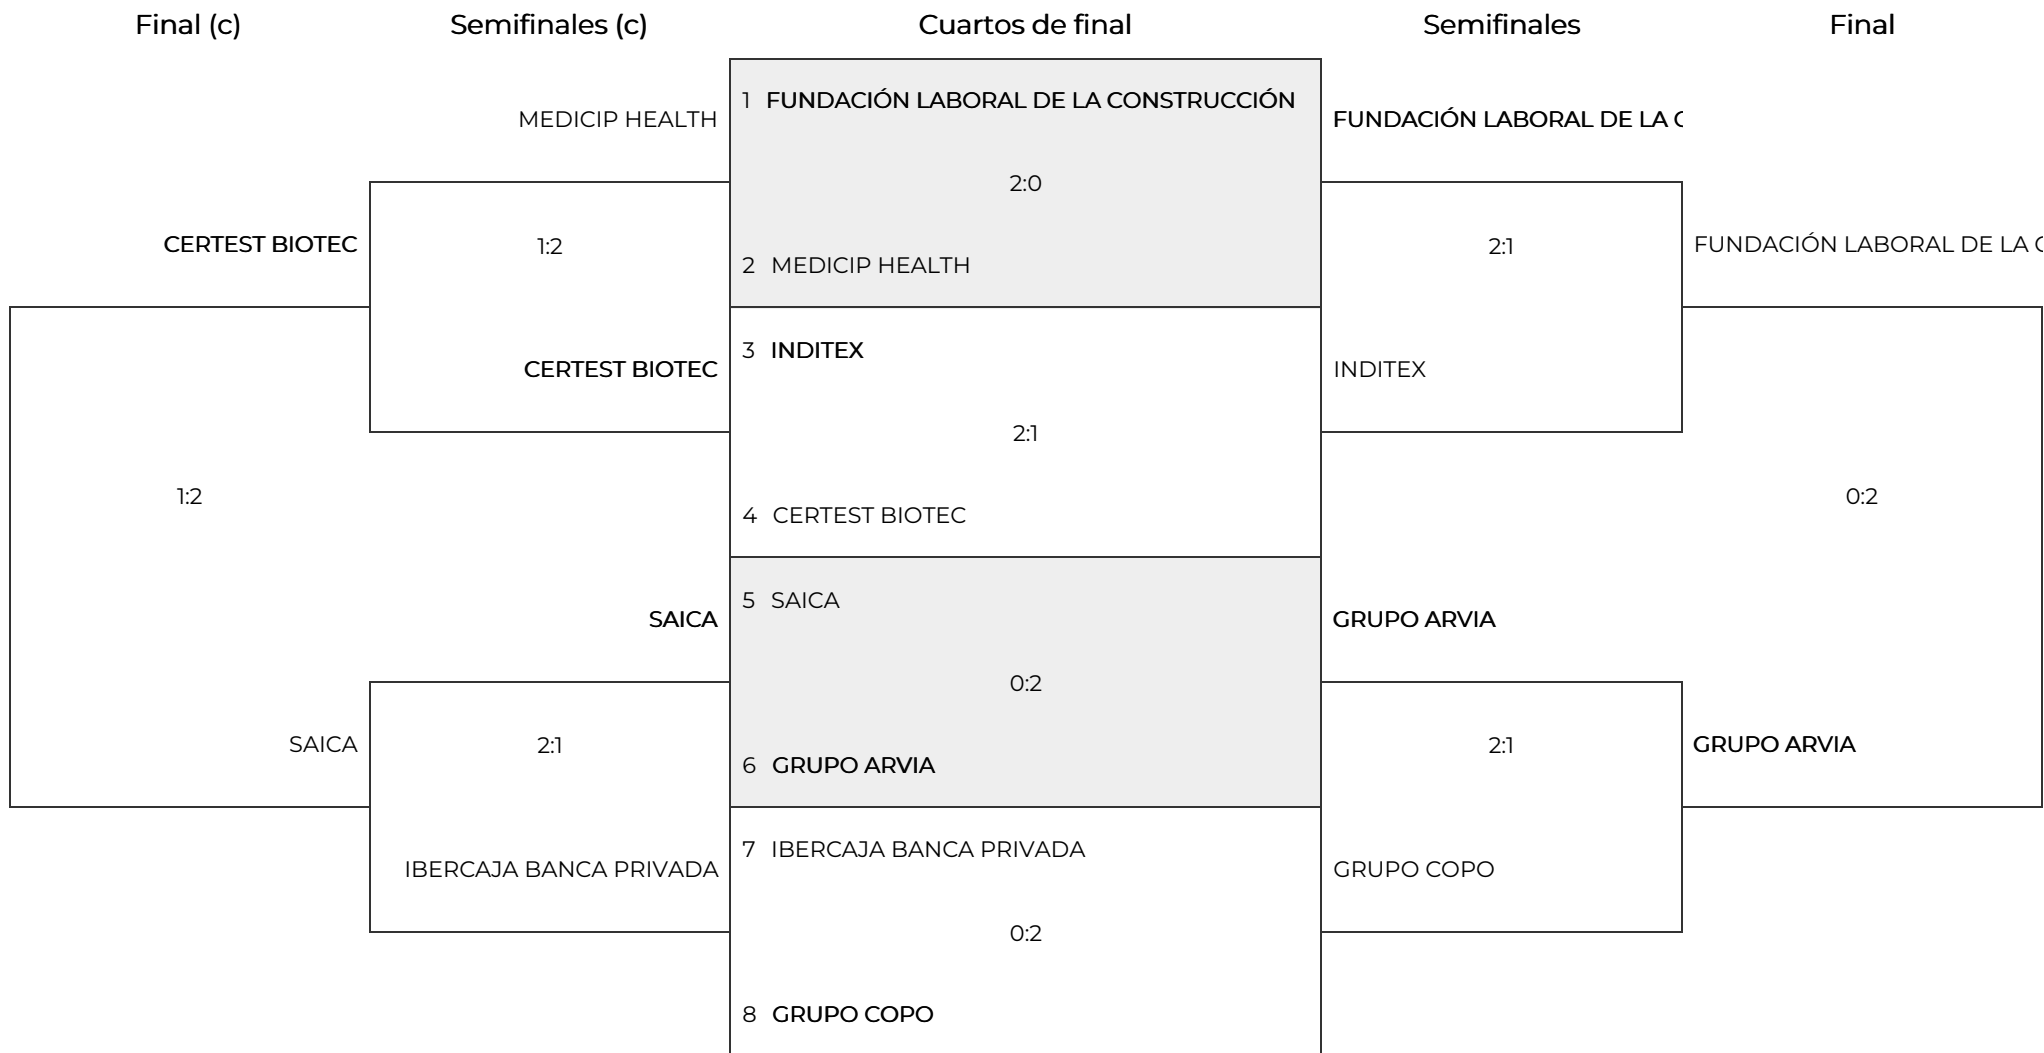 Final (c) Semifinales (c) Cuartos de final Semifinales Final
1 FUNDACIÓN LABORAL DE LA CONSTRUCCIÓN
MEDICIP HEALTH
FUNDACIÓN LABORAL DE LA C
2:0
CERTEST BIOTEC
1:2
2:1
FUNDACIÓN LABORAL DE LA C
2 MEDICIP HEALTH
3 INDITEX
CERTEST BIOTEC
INDITEX
2:1
1:2
0:2
4 CERTEST BIOTEC
5 SAICA
SAICA
GRUPO ARVIA
0:2
SAICA
2:1
2:1
GRUPO ARVIA
6 GRUPO ARVIA
7 IBERCAJA BANCA PRIVADA
IBERCAJA BANCA PRIVADA
GRUPO COPO
0:2
8 GRUPO COPO